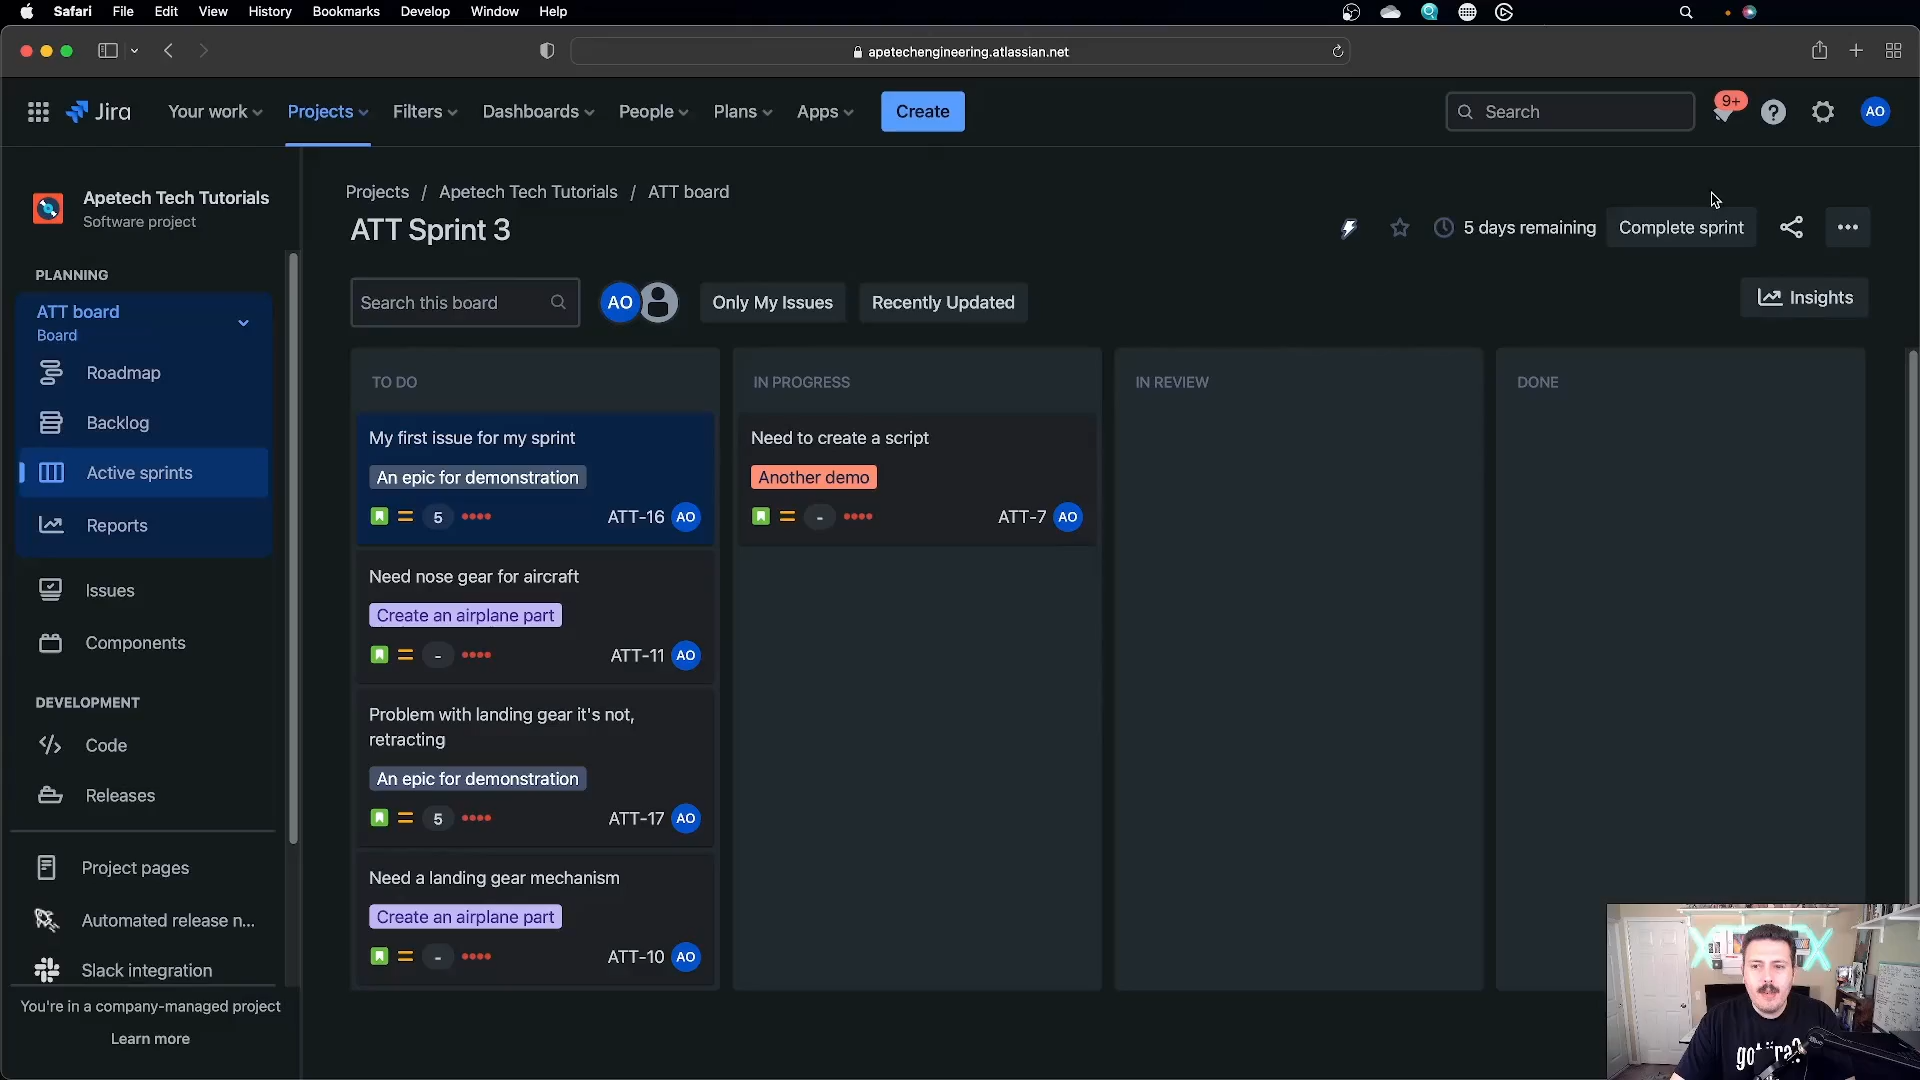 Safari File Edit View History Bookmarks Develop Window Help
apetechengineering.atlassian.net
Jira Your work Projects Filters Dashboards People Plans Apps Create Search 9+ AO
Apetech Tech Tutorials
Software project
PLANNING
ATT board
Board
Roadmap
Backlog
Active sprints
Reports
Issues
Components
DEVELOPMENT
Code
Releases
Project pages
Automated release n...
Slack integration
You're in a company-managed project
Learn more
Projects / Apetech Tech Tutorials / ATT board
ATT Sprint 3
5 days remaining Complete sprint
Search this board AO Only My Issues Recently Updated
Insights
TO DO
My first issue for my sprint
An epic for demonstration
5 ATT-16 AO
Need nose gear for aircraft
Create an airplane part
- ATT-11 AO
Problem with landing gear it's not,
retracting
An epic for demonstration
5 ATT-17 AO
Need a landing gear mechanism
Create an airplane part
- ATT-10 AO
IN PROGRESS
Need to create a script
Another demo
- ATT-7 AO
IN REVIEW
DONE